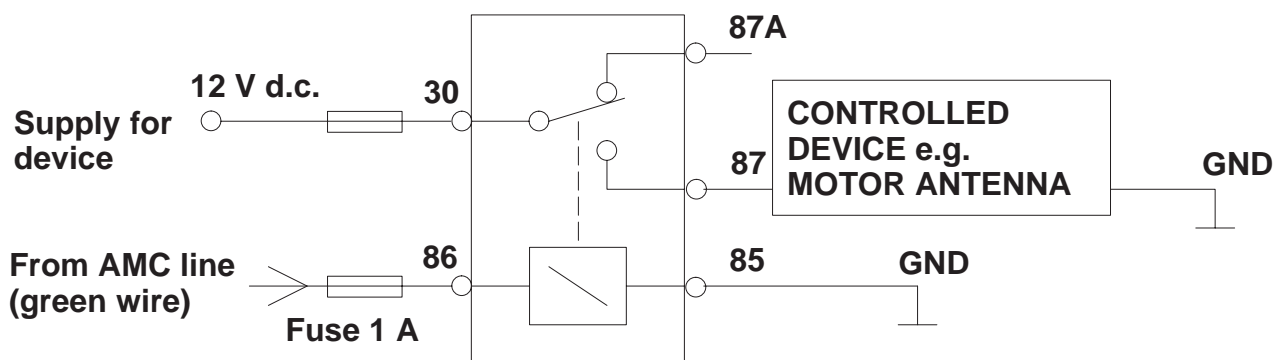 87A
12 V d.c.
30
Supply for
device
CONTROLLED
DEVICE e.g.
MOTOR ANTENNA
87
GND
From AMC line
(green wire)
86
85
GND
Fuse 1 A